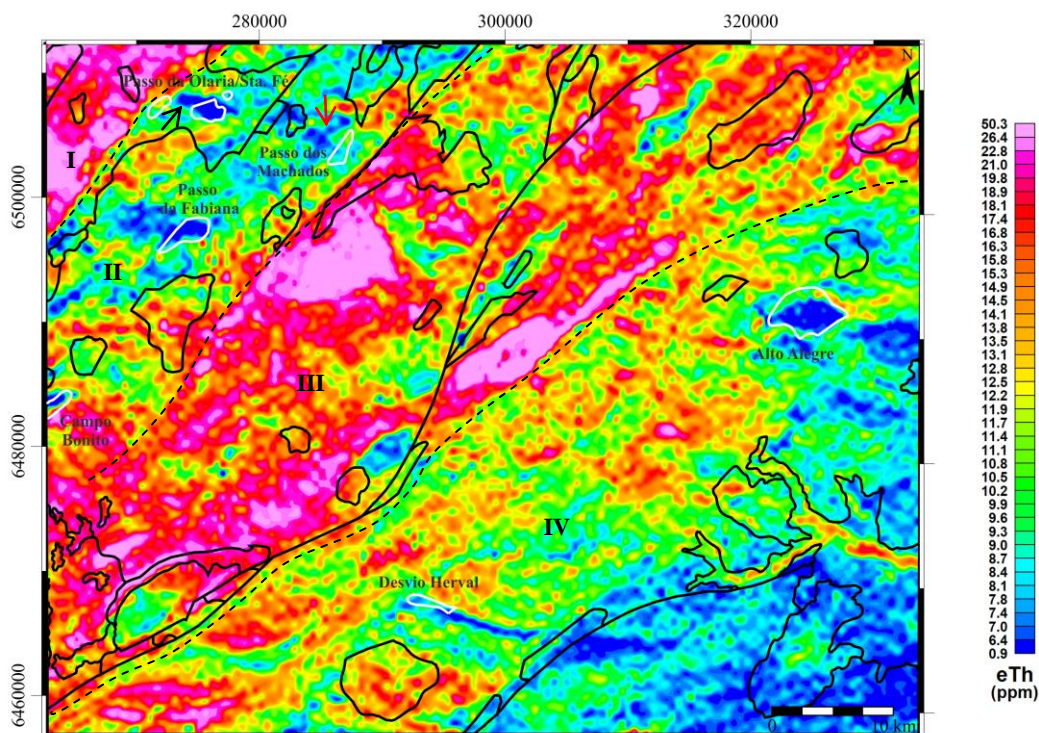 280000
300000
320000
N
Passo da Olaria/Sta. Fé
I
Passo dos
Machados
6500000
Passo
da Fabiana
II
Alto Alegre
III
Campo
Bonito
6480000
IV
Desvio Herval
6460000
0
10 km
50.3
26.4
22.8
21.0
19.8
18.9
18.1
17.4
16.8
16.3
15.8
15.3
14.9
14.5
14.1
13.8
13.5
13.1
12.8
12.5
12.2
11.9
11.7
11.4
11.1
10.8
10.5
10.2
9.9
9.6
9.3
9.0
8.7
8.4
8.1
7.8
7.4
7.0
6.4
0.9
eTh
(ppm)